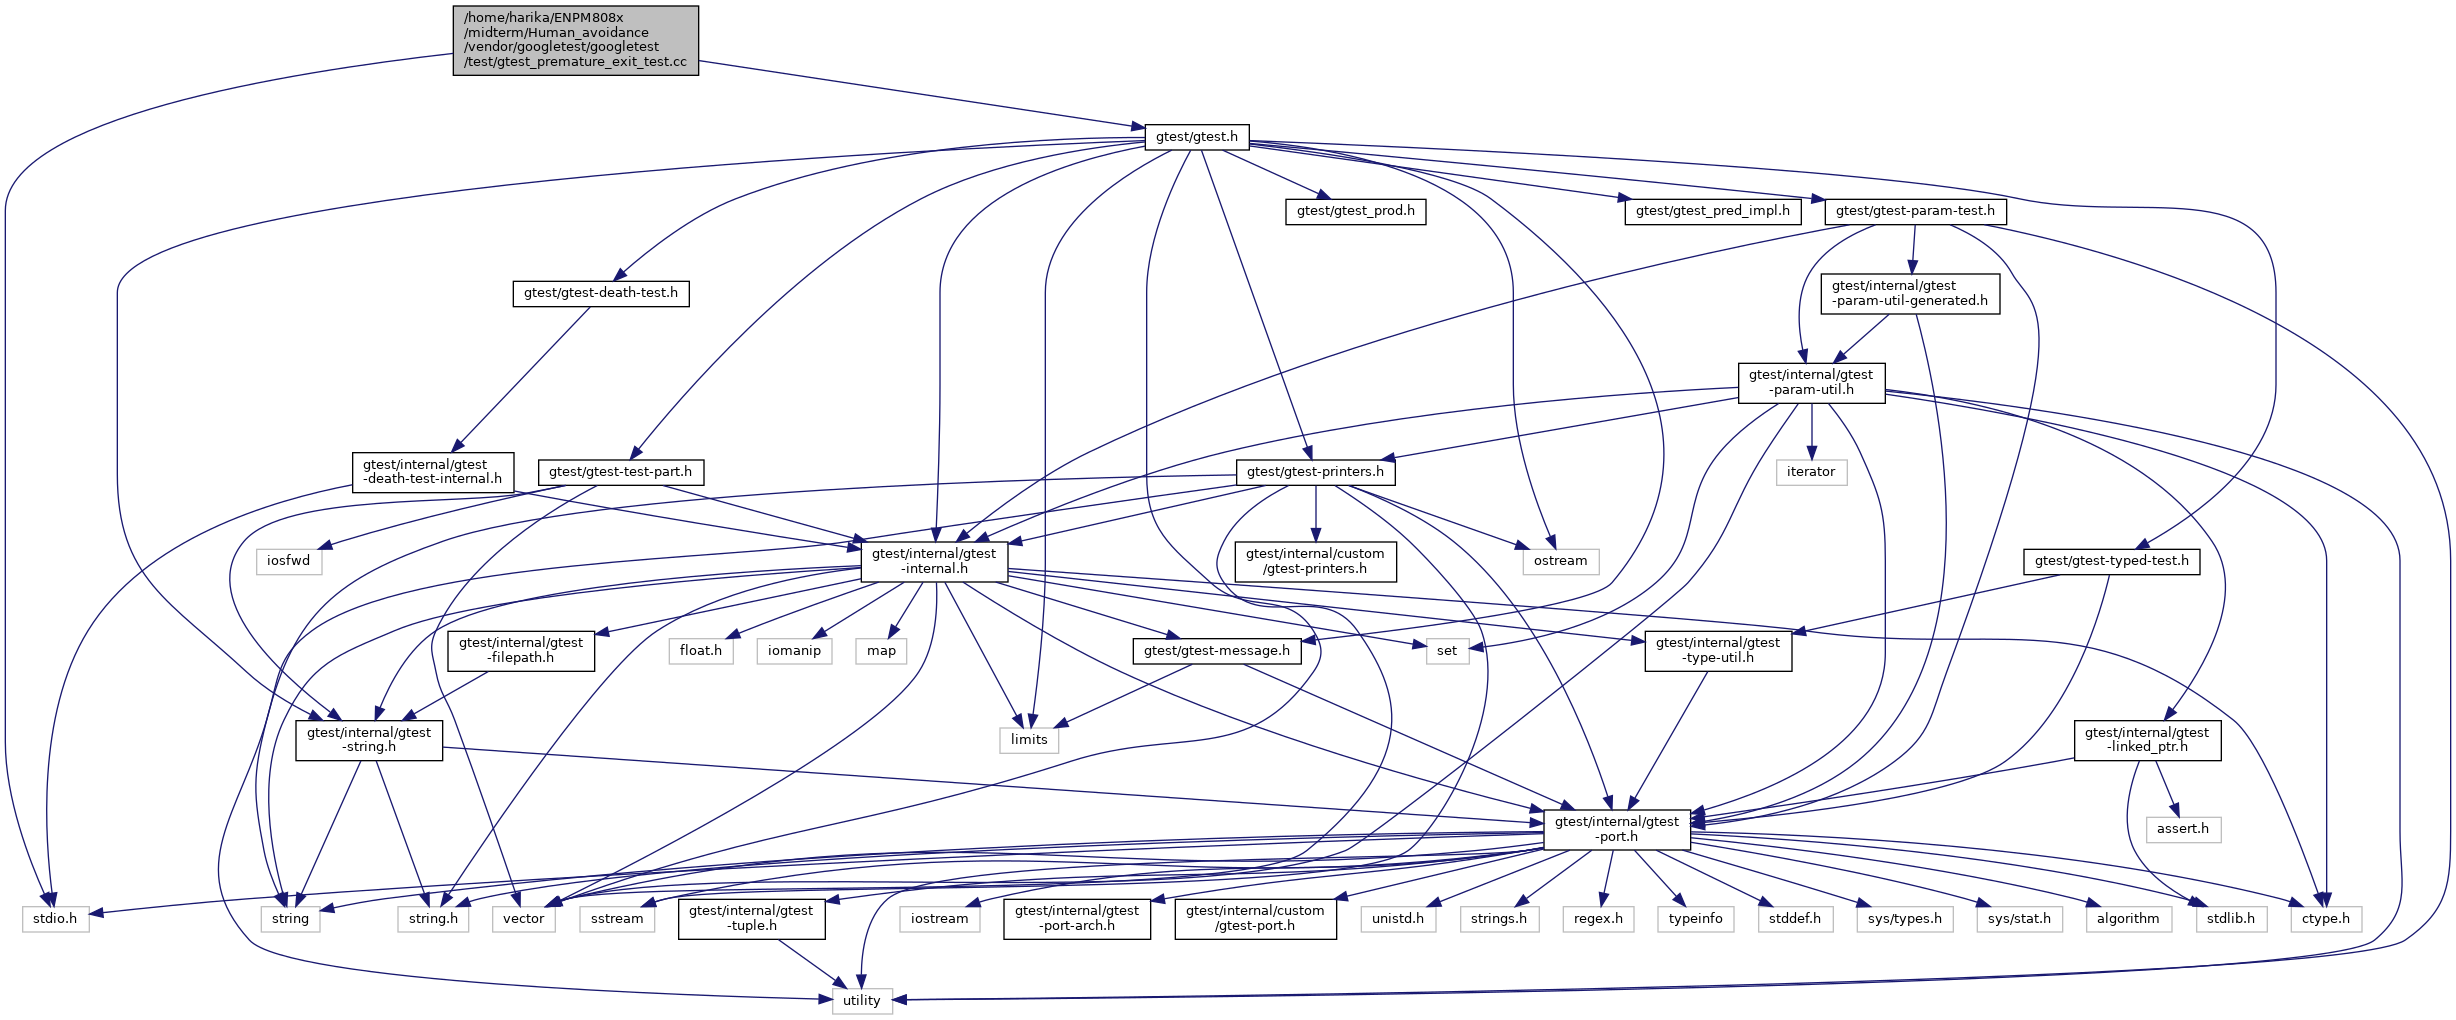 /home/harika/ENPM808x
/midterm/Human_avoidance
/vendor/googletest/googletest
/test/gtest_premature_exit_test.cc
gtest/gtest.h
gtest/gtest_prod.h
gtest/gtest_pred_impl.h
gtest/gtest-param-test.h
gtest/gtest-death-test.h
gtest/internal/gtest
-param-util-generated.h
gtest/internal/gtest
-param-util.h
gtest/internal/gtest
-death-test-internal.h
gtest/gtest-test-part.h
gtest/gtest-printers.h
iterator
iosfwd
gtest/internal/gtest
-internal.h
gtest/internal/custom
/gtest-printers.h
ostream
gtest/gtest-typed-test.h
gtest/internal/gtest
-filepath.h
float.h
iomanip
map
gtest/gtest-message.h
set
gtest/internal/gtest
-type-util.h
gtest/internal/gtest
-string.h
limits
gtest/internal/gtest
-linked_ptr.h
gtest/internal/gtest
-port.h
assert.h
stdio.h
string
string.h
vector
sstream
gtest/internal/gtest
-tuple.h
iostream
gtest/internal/gtest
-port-arch.h
gtest/internal/custom
/gtest-port.h
unistd.h
strings.h
regex.h
typeinfo
stddef.h
sys/types.h
sys/stat.h
algorithm
stdlib.h
ctype.h
utility